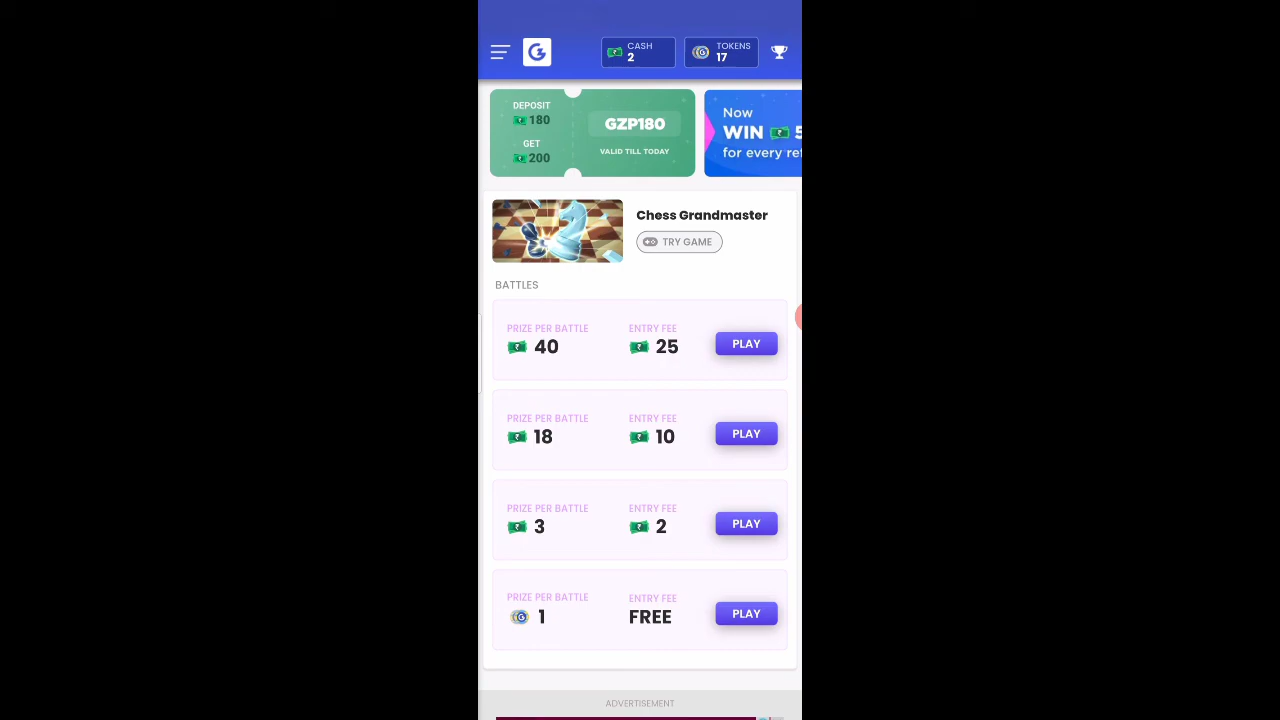 CASH
2
TOKENS
17
DEPOSIT
180
GET
200
GZP180
VALID TILL TODAY
Now
WIN
for every
Chess Grandmaster
TRY GAME
BATTLES
PRIZE PER BATTLE
40
ENTRY FEE
25
PLAY
PRIZE PER BATTLE
18
ENTRY FEE
10
PLAY
PRIZE PER BATTLE
3
ENTRY FEE
2
PLAY
PRIZE PER BATTLE
1
ENTRY FEE
FREE
PLAY
ADVERTISEMENT